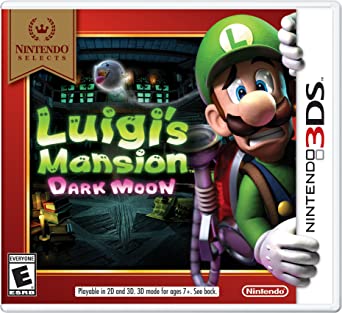 NINTENDO
SELECTS
L
Luigi's
Mansion
DARK MOON
NINTENDO 3DS
EVERYONE
E
ESRB
Playable in 2D and 3D. 3D mode for ages 7+. See back.
Nintendo